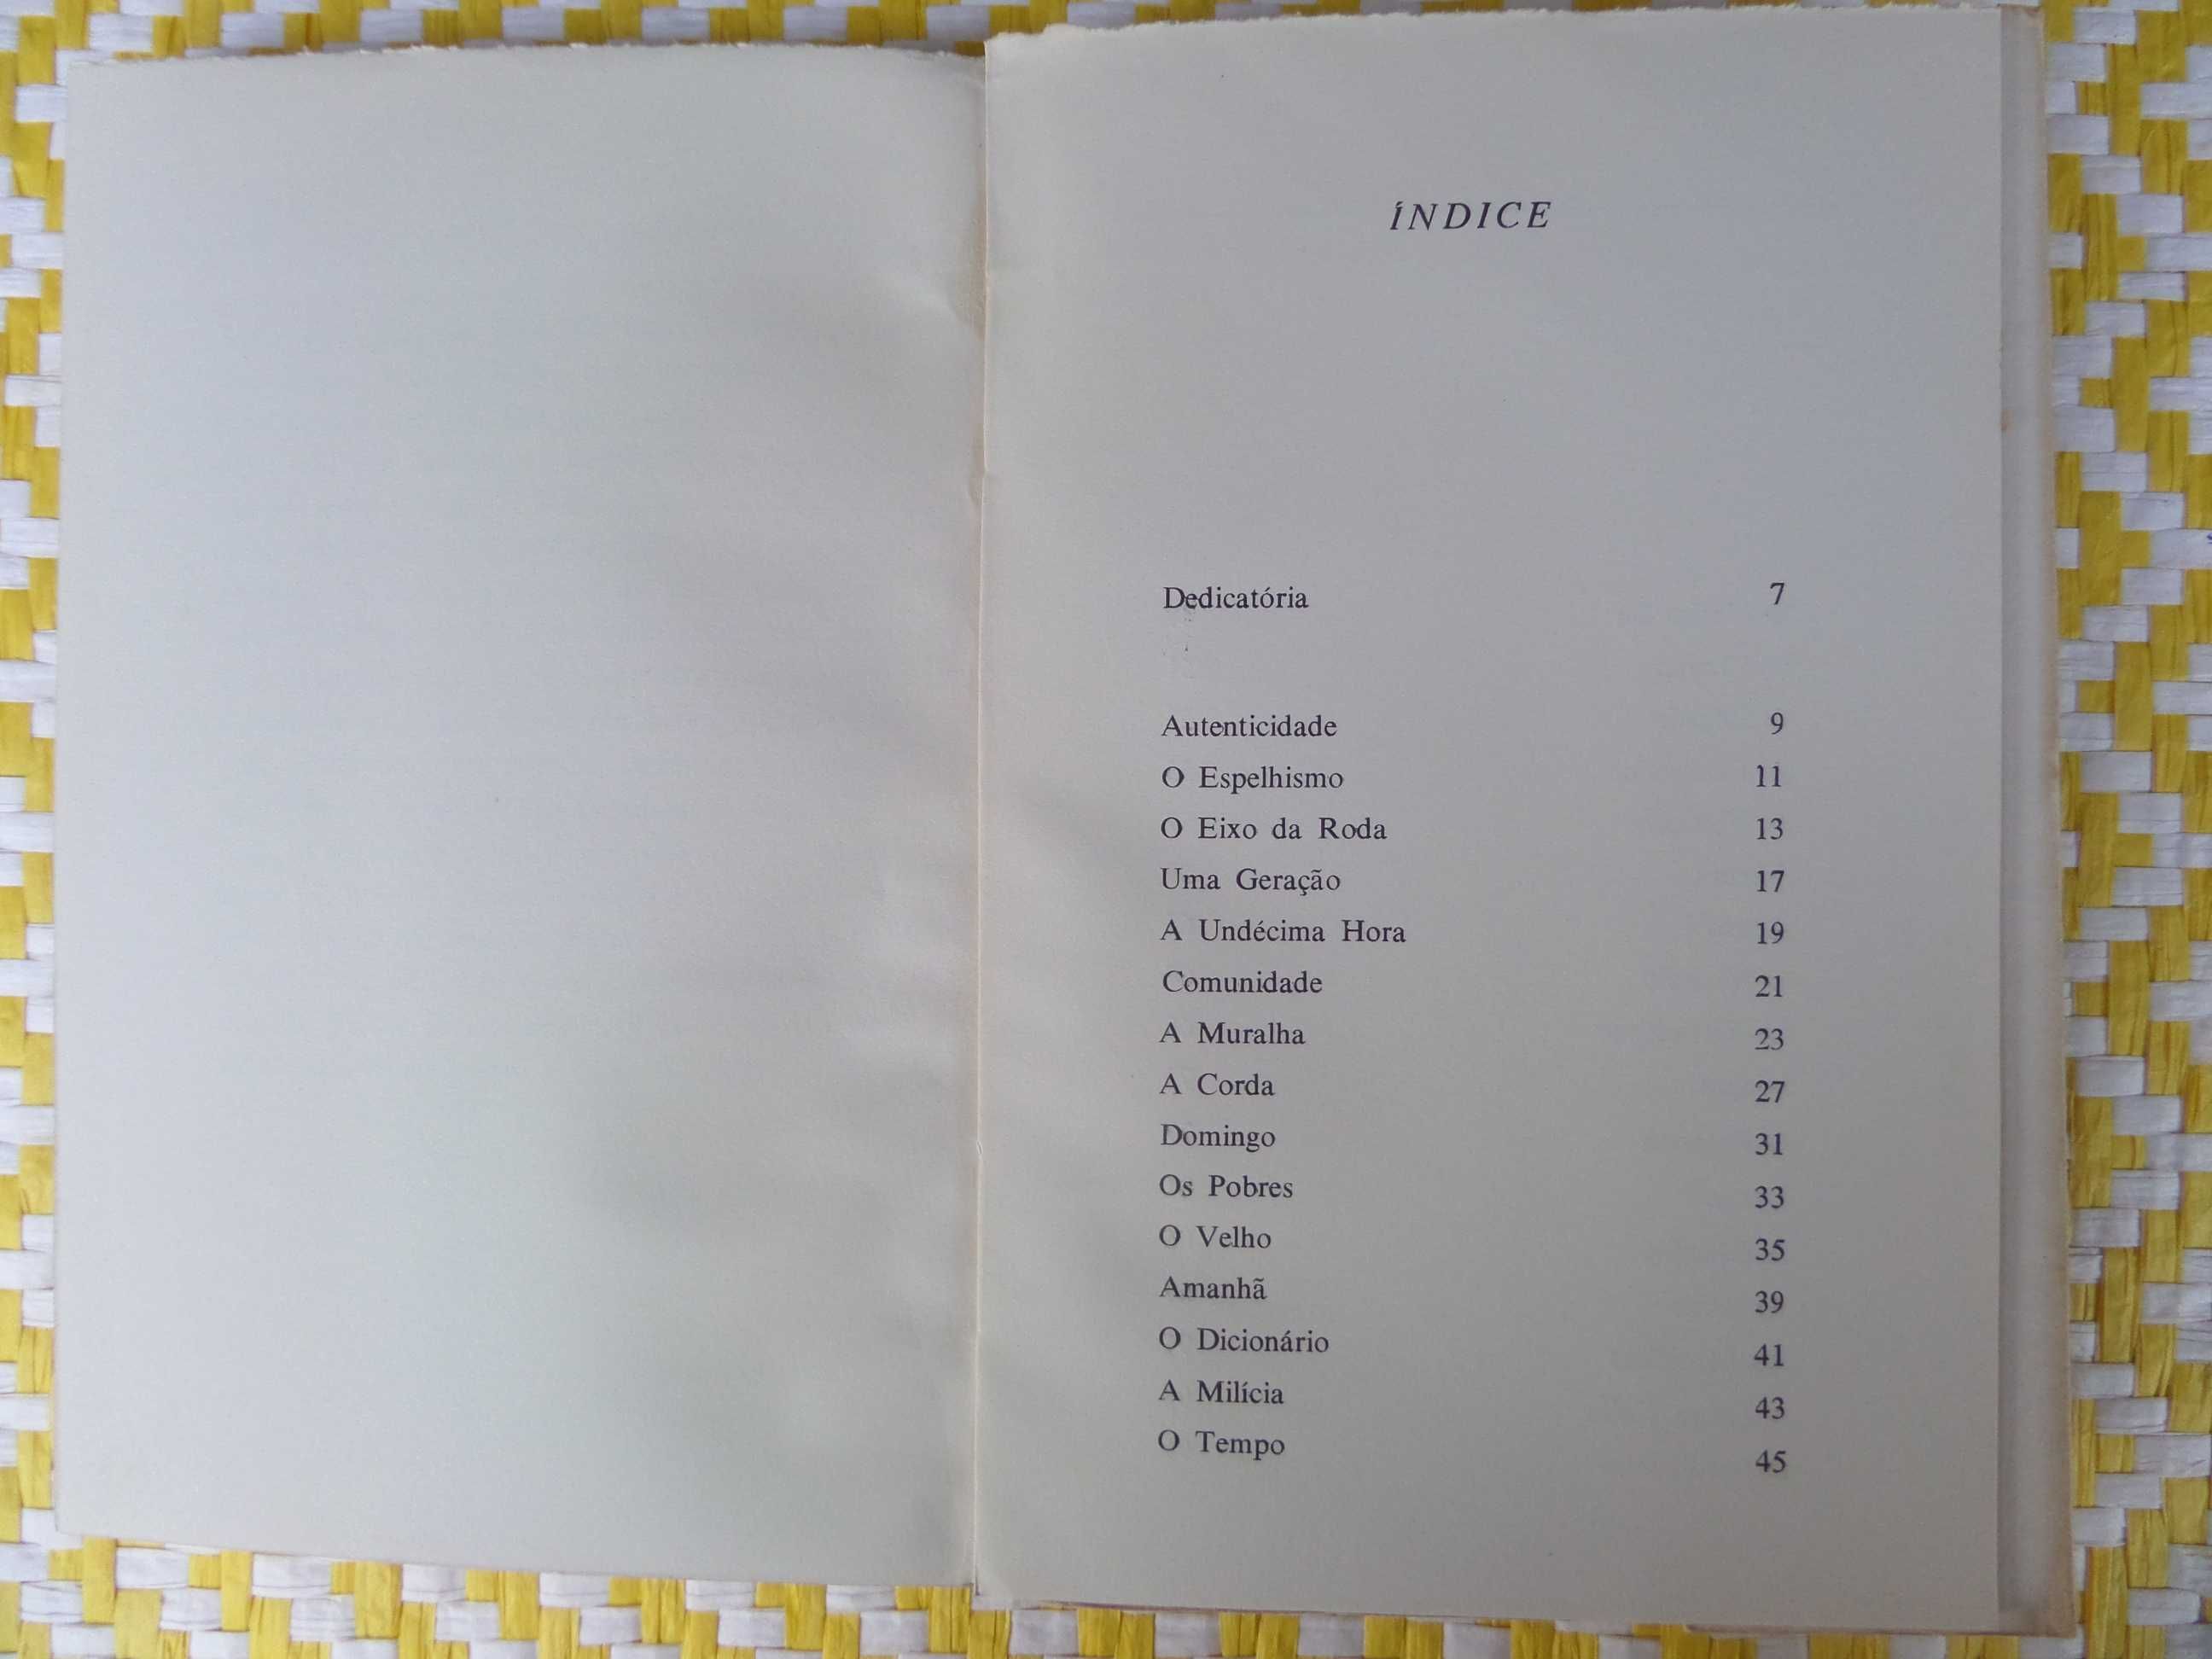 ÍNDICE
Dedicatória 7
Autenticidade 9
O Espelhismo 11
O Eixo da Roda 13
Uma Geração 17
A Undécima Hora 19
Comunidade 21
A Muralha 23
A Corda 27
Domingo 31
Os Pobres 33
O Velho 35
Amanhã 39
O Dicionário 41
A Milícia 43
O Tempo 45